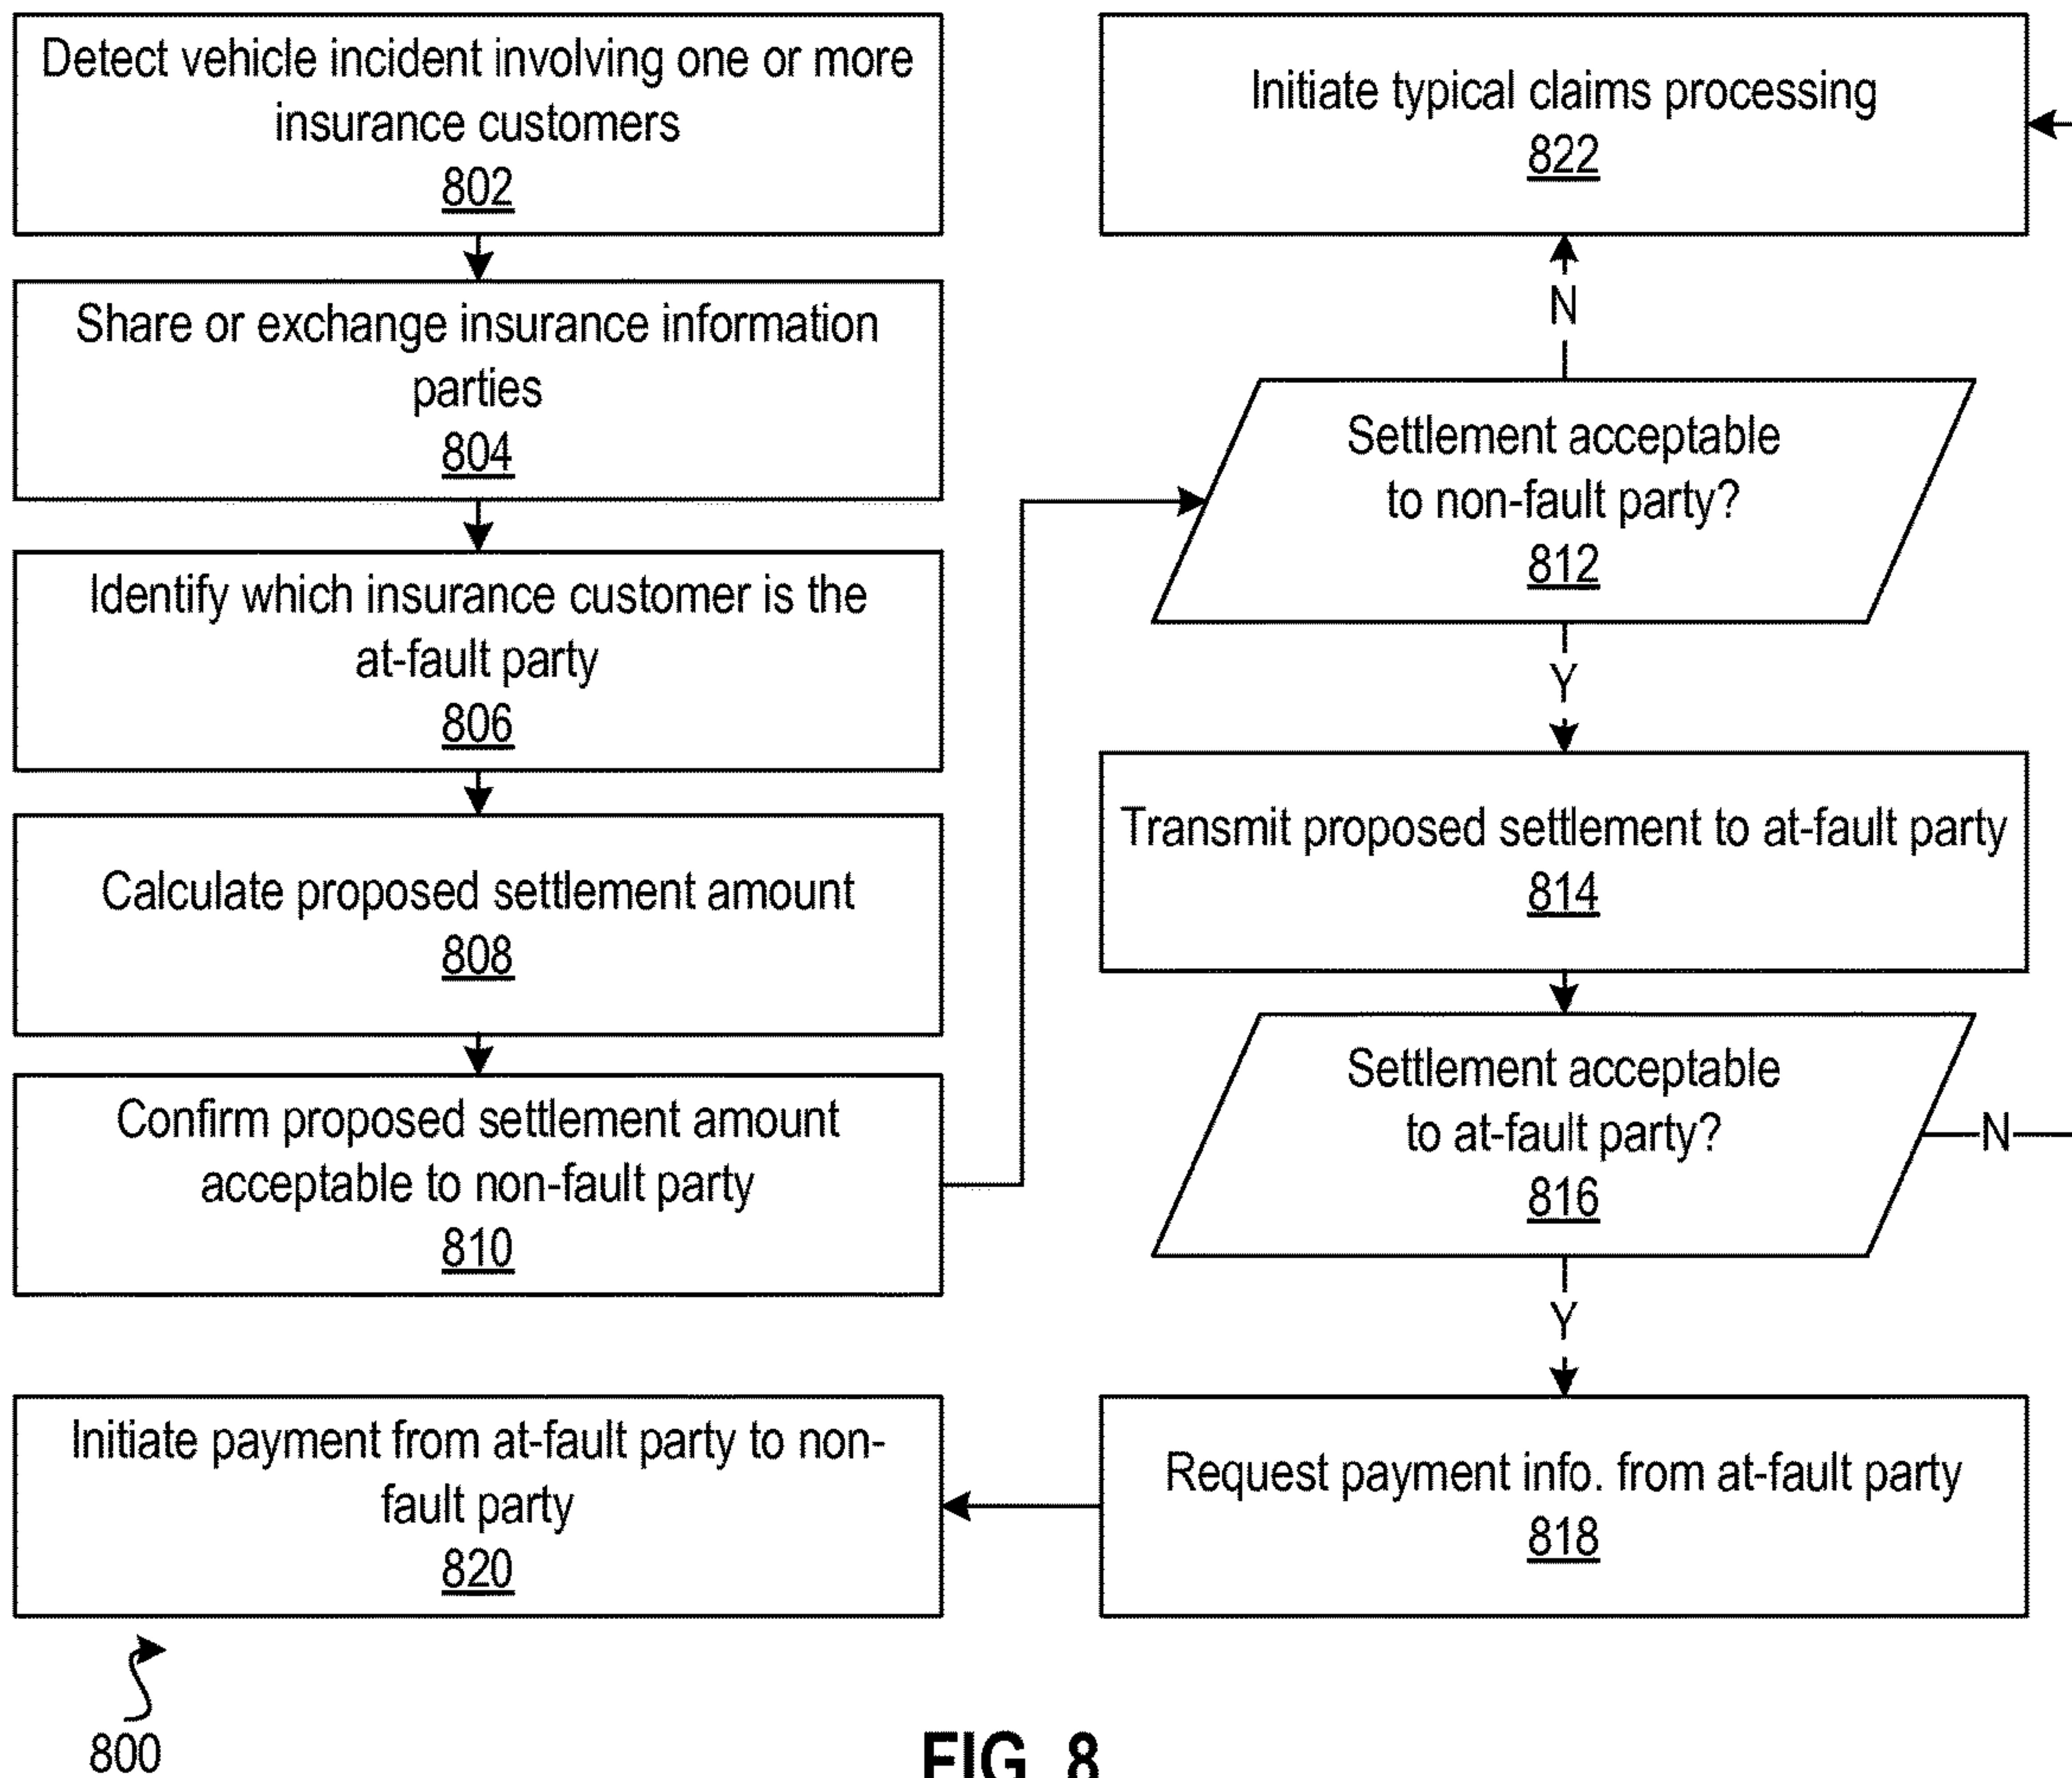 Detect vehicle incident involving one or more
insurance customers
802
Share or exchange insurance information
parties
804
Identify which insurance customer is the
at-fault party
806
Calculate proposed settlement amount
808
Confirm proposed settlement amount
acceptable to non-fault party
810
Initiate typical claims processing
822
N
Settlement acceptable
to non-fault party?
812
Y
Transmit proposed settlement to at-fault party
814
Settlement acceptable
to at-fault party?
816
N
Y
Request payment info. from at-fault party
818
Initiate payment from at-fault party to non-
fault party
820
800
FIG. 8